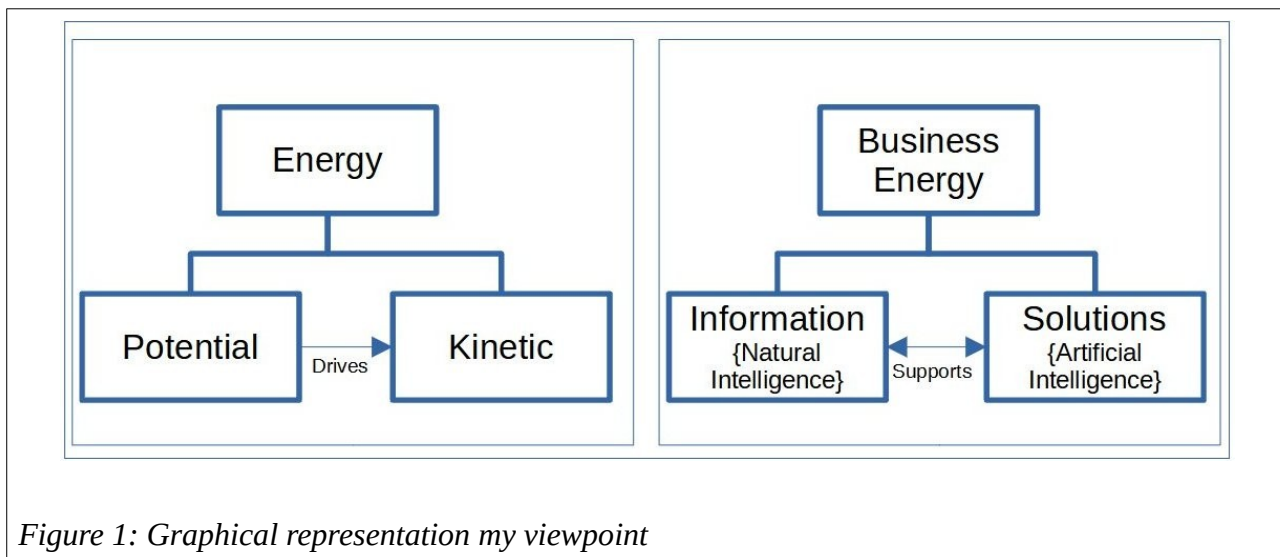 Energy
Potential
Drives
Kinetic
Business
Energy
Information
{Natural
Intelligence}
Supports
Solutions
{Artificial
Intelligence}
Figure 1: Graphical representation my viewpoint